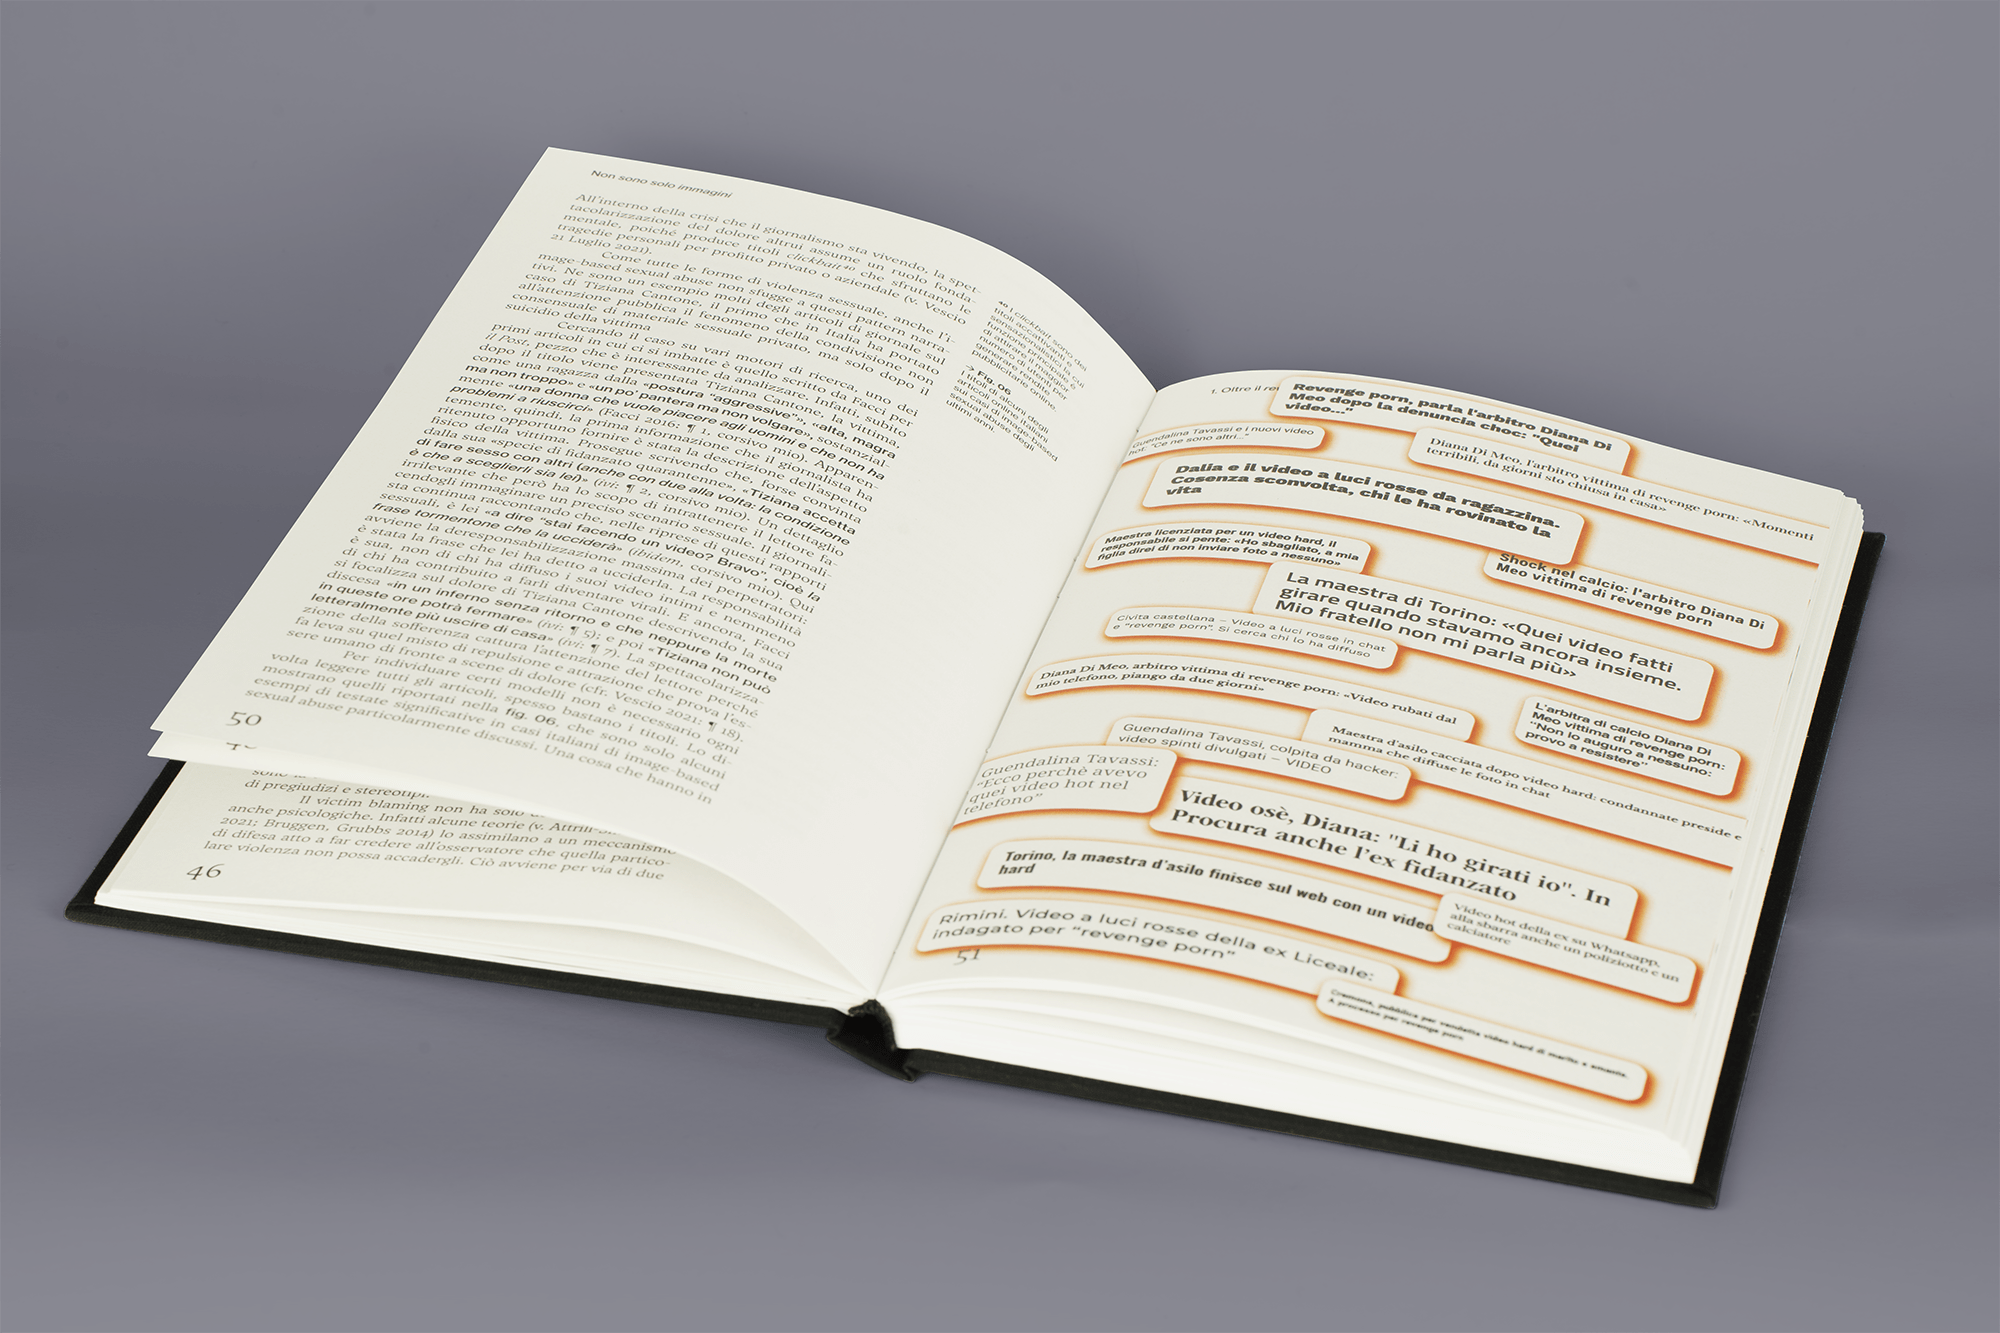 Non sono solo immagini
All'interno della crisi che il giornalismo sta vivendo, la spet-
tacolarizzazione del dolore altrui assume un ruolo fonda-
mentale, poiché produce titoli clickbait⁴⁰ che sfruttano le
tragedie personali per profitto privato o aziendale (v. Vescio
21 Luglio 2021).
Come tutte le forme di violenza sessuale, anche l'i-
mage-based sexual abuse non sfugge a questi pattern narra-
tivi. Ne sono un esempio molti degli articoli di giornale sul
caso di Tiziana Cantone, il primo che in Italia ha portato
all'attenzione pubblica il fenomeno della condivisione non
consensuale di materiale sessuale privato, ma solo dopo il
suicidio della vittima
Cercando il caso su vari motori di ricerca, uno dei
primi articoli in cui ci si imbatte è quello scritto da Facci per
il Post, pezzo che è interessante da analizzare. Infatti, subito
dopo il titolo viene presentata Tiziana Cantone, la vittima,
come una ragazza dalla «postura "aggressive"», «alta, magra
ma non troppo» e «un po' pantera ma non volgare», sostanzial-
mente «una donna che vuole piacere agli uomini e che non ha
problemi a riuscirci» (Facci 2016: ¶ 1, corsivo mio). Apparen-
temente, quindi, la prima informazione che il giornalista ha
ritenuto opportuno fornire è stata la descrizione dell'aspetto
fisico della vittima. Prosegue scrivendo che, forse convinta
dalla sua «specie di fidanzato quarantenne», «Tiziana accetta
di fare sesso con altri (anche con due alla volta: la condizione
è che a sceglierli sia lei)» (ivi: ¶ 2, corsivo mio). Un dettaglio
irrilevante che però ha lo scopo di intrattenere il lettore fa-
cendogli immaginare un preciso scenario sessuale. Il giornali-
sta continua raccontando che, nelle riprese di questi rapporti
sessuali, è lei «a dire "stai facendo un video? Bravo", cioè la
frase tormentone che la ucciderà» (ibidem, corsivo mio). Qui
avviene la deresponsabilizzazione massima dei perpetratori:
è stata la frase che lei ha detto a ucciderla. La responsabilità
è sua, non di chi ha diffuso i suoi video intimi e nemmeno
di chi ha contribuito a farli diventare virali. E ancora, Facci
si focalizza sul dolore di Tiziana Cantone descrivendo la sua
discesa «in un inferno senza ritorno e che neppure la morte
in queste ore potrà fermare» (ivi: ¶ 5); e poi «Tiziana non può
letteralmente più uscire di casa» (ivi: ¶ 7). La spettacolarizza-
zione della sofferenza cattura l'attenzione del lettore perché
fa leva su quel misto di repulsione e attrazione che prova l'es-
sere umano di fronte a scene di dolore (cfr. Vescio 2021: ¶ 18).
Per individuare certi modelli non è necessario ogni
volta leggere tutti gli articoli, spesso bastano i titoli. Lo di-
mostrano quelli riportati nella fig. 06, che sono solo alcuni
esempi di testate significative in casi italiani di image-based
sexual abuse particolarmente discussi. Una cosa che hanno in
50
40 | Clickbait sono dei
titoli accattivanti e
sensazionalistici la cui
funzione principale è
di attirare il maggior
numero di utenti per
generare rendite
pubblicitarie online.
→ Fig. 06
I titoli di alcuni degli
articoli online italiani
sui casi di image-based
sexual abuse degli
ultimi anni.
di pregiudizi e stereotipi.
Il victim blaming non ha solo
anche psicologiche. Infatti alcune teorie (v.
2021; Bruggen, Grubbs 2014) lo assimilano a un meccanismo
di difesa atto a far credere all'osservatore che quella partico-
lare violenza non possa accadergli. Ciò avviene per via di due
46
1. Oltre il
Revenge porn, parla l'arbitro Diana Di
Meo dopo la denuncia choc: "Quei
video..."
Guendalina Tavassi e i nuovi video
hot: "Ce ne sono altri..."
Diana Di Meo, l'arbitro vittima di revenge porn: «Momenti
terribili, da giorni sto chiusa in casa»
Dalia e il video a luci rosse da ragazzina.
Cosenza sconvolta, chi le ha rovinato la
vita
Maestra licenziata per un video hard, il
responsabile si pente: «Ho sbagliato, a mia
figlia direi di non inviare foto a nessuno»
Shock nel calcio: l'arbitro Diana Di
Meo vittima di revenge porn
La maestra di Torino: «Quei video fatti
girare quando stavamo ancora insieme.
Mio fratello non mi parla più»
Civita castellana – Video a luci rosse in chat
e "revenge porn". Si cerca chi lo ha diffuso
Diana Di Meo, arbitro vittima di revenge porn: «Video rubati dal
mio telefono, piango da due giorni»
L'arbitra di calcio Diana Di
Meo vittima di revenge porn:
"Non lo auguro a nessuno:
provo a resistere"
Maestra d'asilo cacciata dopo video hard: condannate preside e
mamma che diffuse le foto in chat
Guendalina Tavassi, colpita da hacker:
video spinti divulgati – VIDEO
Guendalina Tavassi:
"Ecco perchè avevo
quei video hot nel
telefono"
Video osè, Diana: "Li ho girati io". In
Procura anche l'ex fidanzato
Torino, la maestra d'asilo finisce sul web con un video
hard
Video hot della ex su Whatsapp,
alla sbarra anche un poliziotto e un
calciatore
Rimini. Video a luci rosse della ex Liceale:
indagato per "revenge porn"
51
Cremona, pubblica per vendetta video hard di marito e amante.
A processo per revenge porn